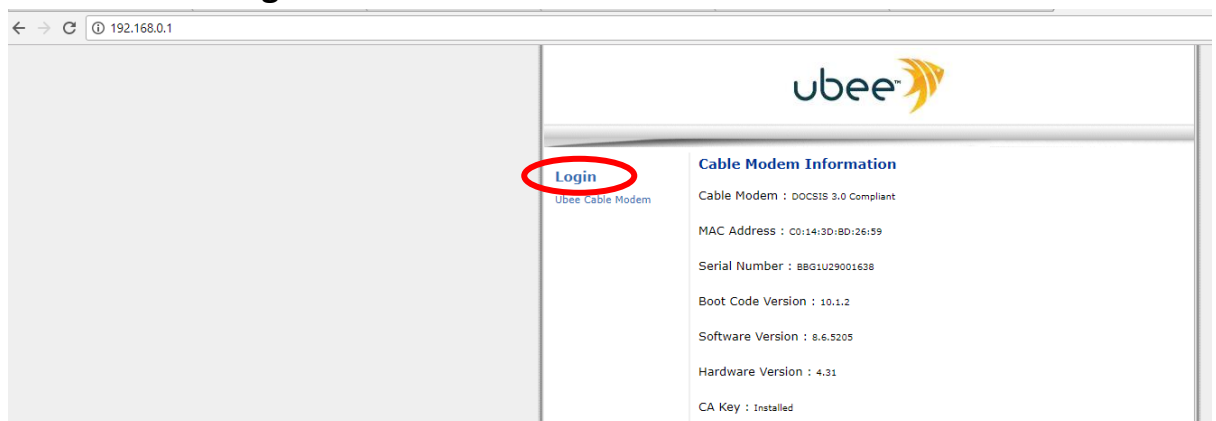 192.168.0.1
ubee™
Login
Ubee Cable Modem
Cable Modem Information
Cable Modem : DOCSIS 3.0 Compliant
MAC Address : C0:14:3D:BD:26:59
Serial Number : BBG1U29001638
Boot Code Version : 10.1.2
Software Version : 8.6.5205
Hardware Version : 4.31
CA Key : Installed